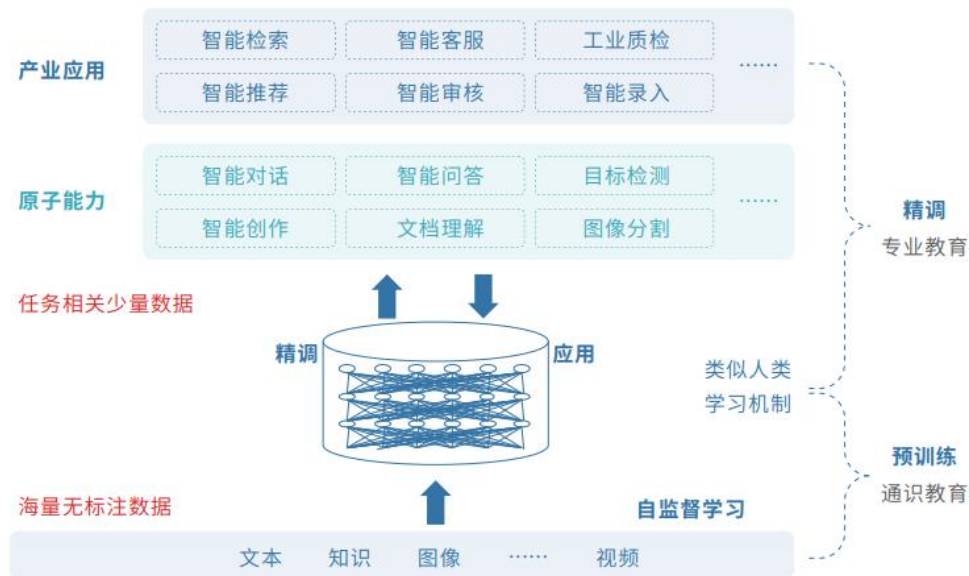 产业应用
智能检索 智能客服 工业质检
智能推荐 智能审核 智能录入
……
原子能力
智能对话 智能问答 目标检测
智能创作 文档理解 图像分割
……
精调
专业教育
任务相关少量数据
精调
应用
类似人类
学习机制
预训练
通识教育
海量无标注数据
自监督学习
文本 知识 图像 …… 视频